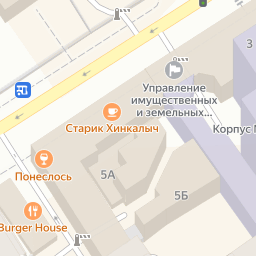 3
Управление
имущественных
и земельных...
Старик Хинкалыч
Корпус
Понеслось
5А
5Б
Burger House